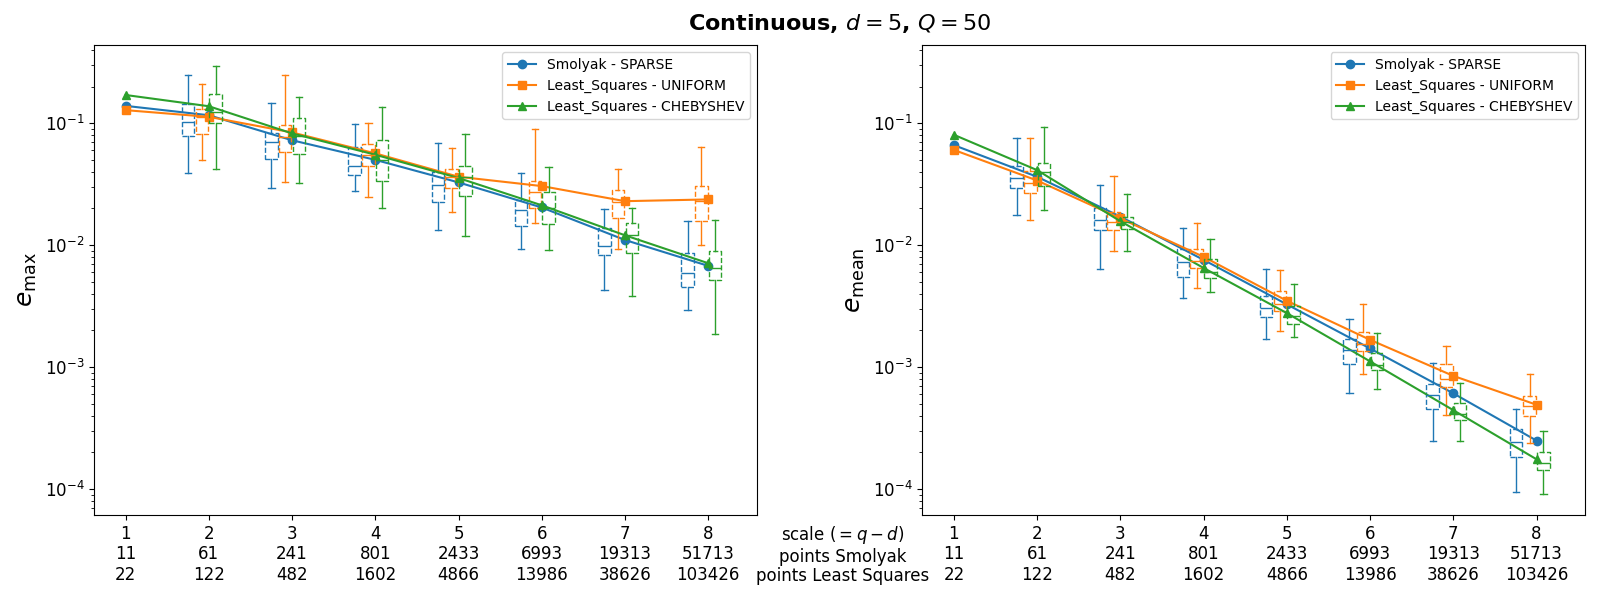 Continuous, d = 5, Q = 50
Smolyak - SPARSE
Least_Squares - UNIFORM
Least_Squares - CHEBYSHEV
10⁻¹
10⁻²
10⁻³
10⁻⁴
e_max
1 2 3 4 5 6 7 8
11 61 241 801 2433 6993 19313 51713
22 122 482 1602 4866 13986 38626 103426
scale (= q − d)
points Smolyak
points Least Squares
Smolyak - SPARSE
Least_Squares - UNIFORM
Least_Squares - CHEBYSHEV
10⁻¹
10⁻²
10⁻³
10⁻⁴
e_mean
1 2 3 4 5 6 7 8
11 61 241 801 2433 6993 19313 51713
22 122 482 1602 4866 13986 38626 103426